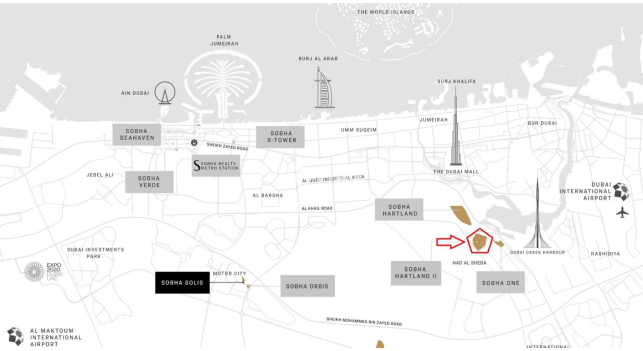 THE WORLD ISLANDS
PALM
JUMEIRAH
BURJ AL ARAB
BURJ KHALIFA
AIN DUBAI
JUMEIRAH
BUR DUBAI
SOBHA
SEAHAVEN
SOBHA
S-TOWER
UMM SUQEIM
SHEIKH ZAYED ROAD
SOBHA REALTY
METRO STATION
THE DUBAI MALL
JEBEL ALI
SOBHA
VERDE
AL QUOZ INDUSTRIAL AREA
DUBAI
INTERNATIONAL
AIRPORT
AL BARSHA
AL KHAIL ROAD
SOBHA
HARTLAND
DUBAI INVESTMENTS
PARK
DUBAI CREEK HARBOUR
RASHIDIYA
NAD AL SHEBA
EXPO
2020
SOBHA
HARTLAND II
SOBHA ONE
MOTOR CITY
SOBHA SOLIS
SOBHA ORBIS
SHEIKH MOHAMMED BIN ZAYED ROAD
AL MAKTOUM
INTERNATIONAL
AIRPORT
INTERNATIONAL